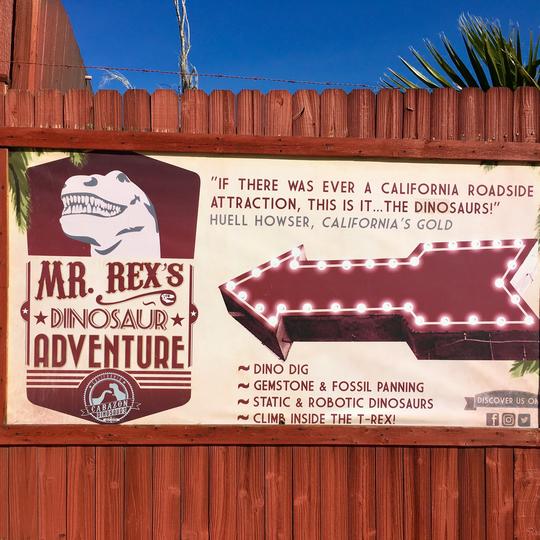 "IF THERE WAS EVER A CALIFORNIA ROADSIDE
ATTRACTION, THIS IS IT...THE DINOSAURS!"
HUELL HOWSER, CALIFORNIA'S GOLD
MR. REX'S
DINOSAUR
ADVENTURE
CABAZON
DINOSAURS
~ DINO DIG
~ GEMSTONE & FOSSIL PANNING
~ STATIC & ROBOTIC DINOSAURS
~ CLIMB INSIDE THE T-REX!
DISCOVER US ON